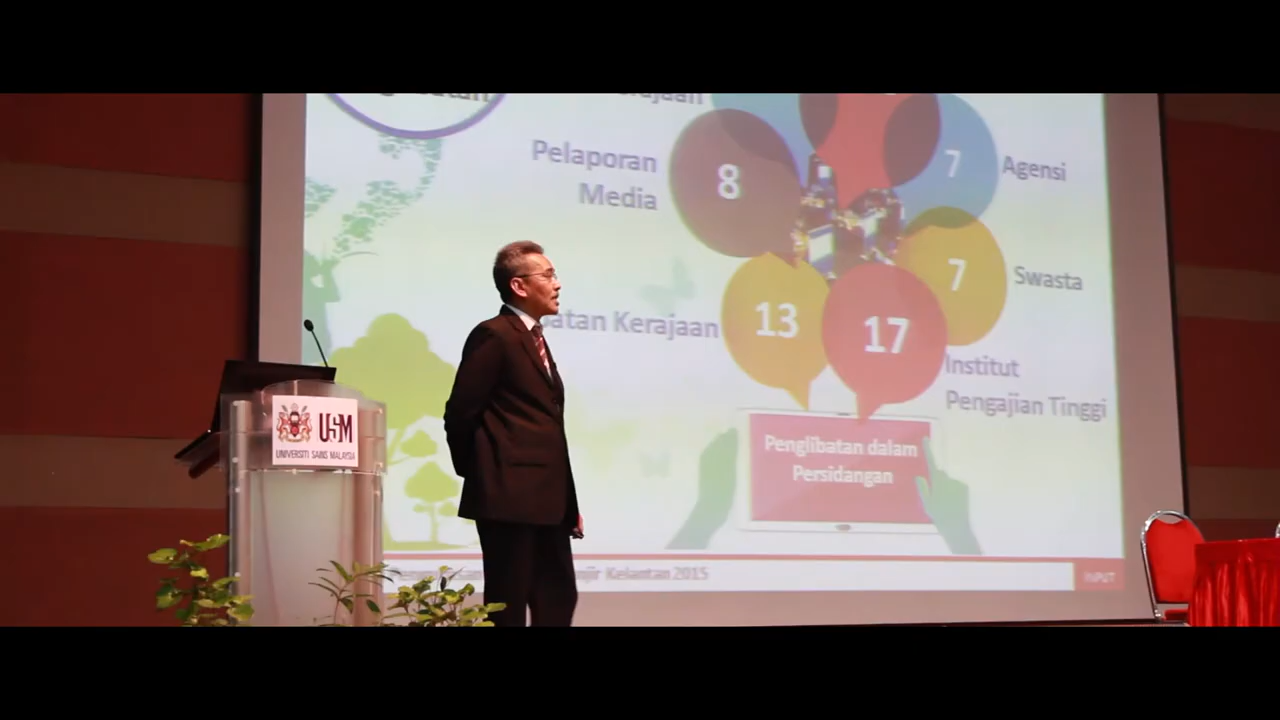 Pelaporan
Media
8
7
Agensi
7
Swasta
Kerajaan
13
17
Institut
Pengajian Tinggi
Penglibatan dalam
Persidangan
USM
UNIVERSITI SAINS MALAYSIA
Kelantan 2015
INPUT